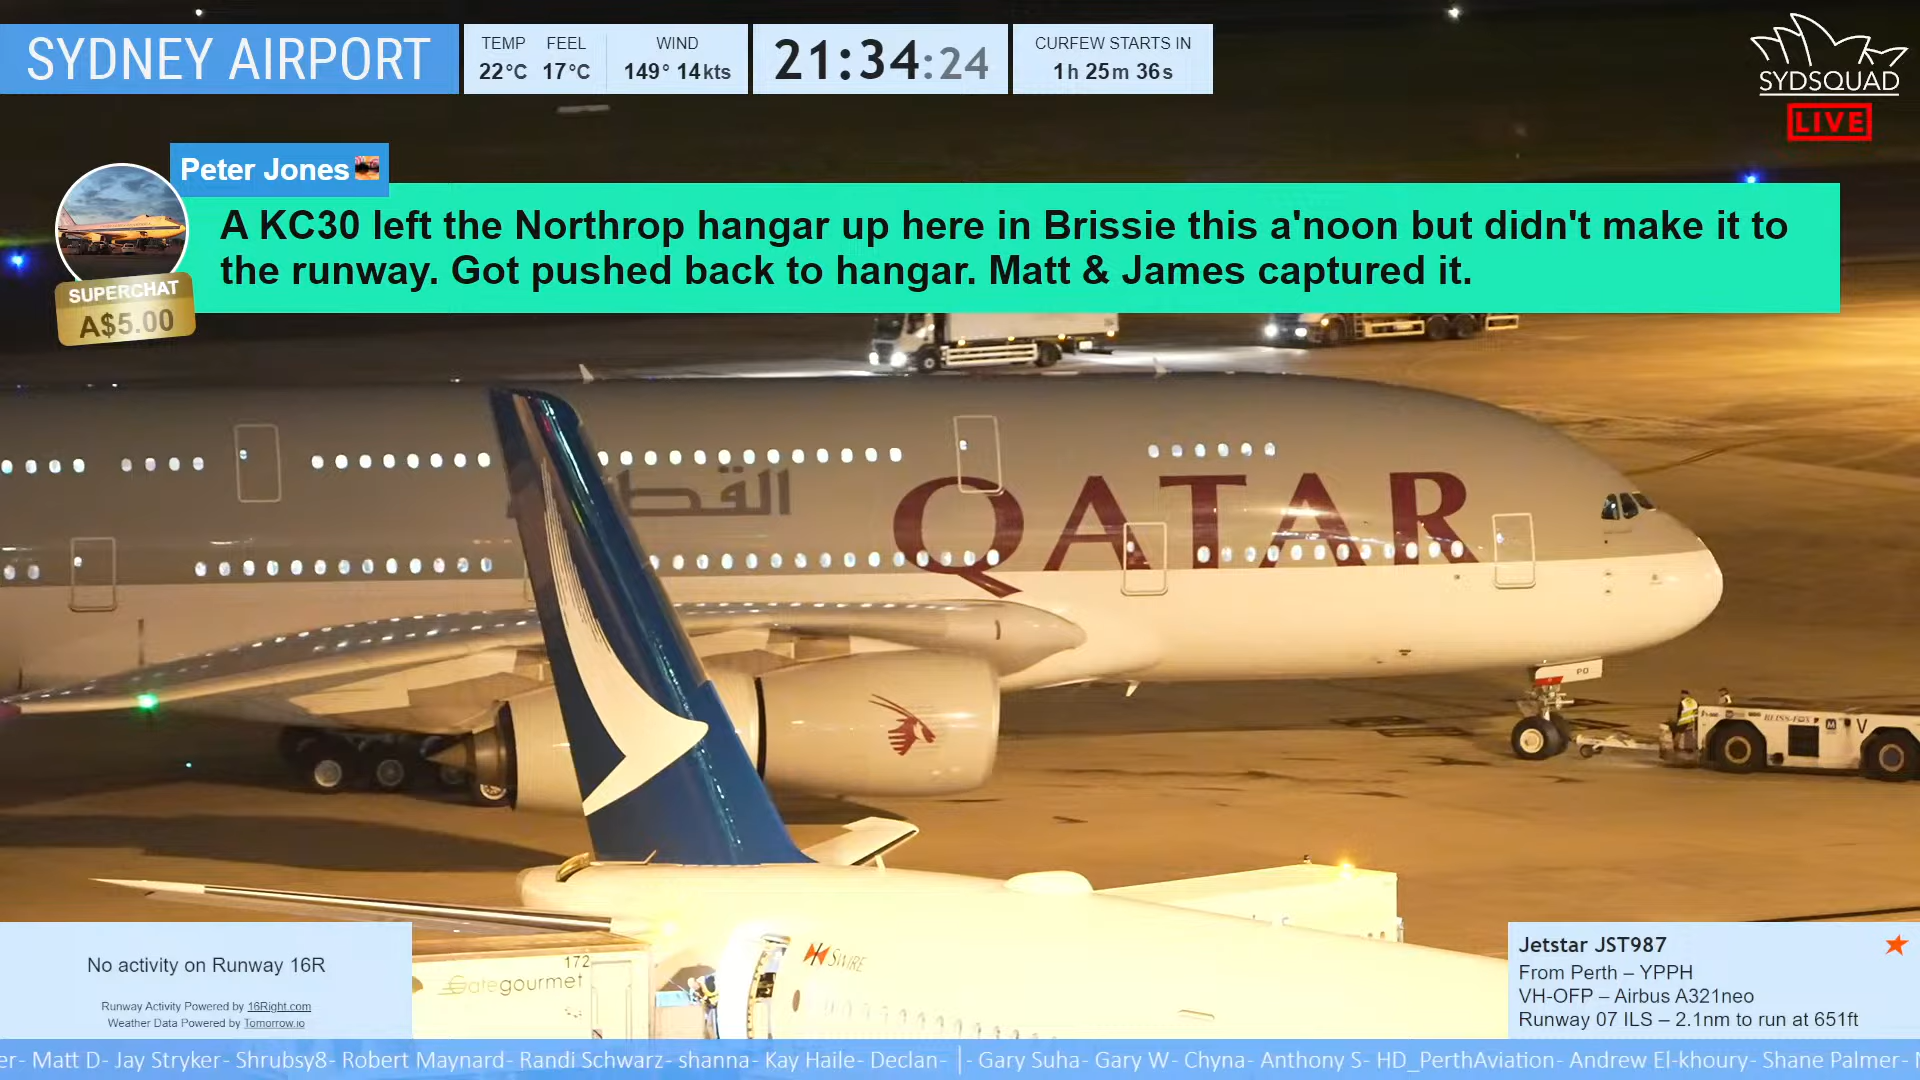 SYDNEY AIRPORT
TEMP FEEL WIND
22°C 17°C 149° 14kts
21:34:24
CURFEW STARTS IN
1h 25m 36s
SYDSQUAD
LIVE
Peter Jones
A KC30 left the Northrop hangar up here in Brissie this a'noon but didn't make it to
the runway. Got pushed back to hangar. Matt & James captured it.
SUPERCHAT
A$5.00
القطر
QATAR
PO
BLISS-FOX M V
172
Gategourmet
SWIRE
No activity on Runway 16R
Runway Activity Powered by 16Right.com
Weather Data Powered by Tomorrow.io
Jetstar JST987
From Perth – YPPH
VH-OFP – Airbus A321neo
Runway 07 ILS – 2.1nm to run at 651ft
er- Matt D- Jay Stryker- Shrubsy8- Robert Maynard- Randi Schwarz- shanna- Kay Haile- Declan- | - Gary Suha- Gary W- Chyna- Anthony S- HD_PerthAviation- Andrew El-khoury- Shane Palmer-